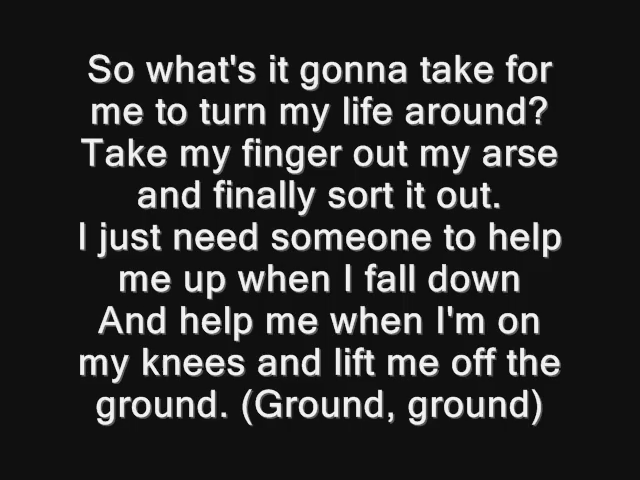 So what's it gonna take for
me to turn my life around?
Take my finger out my arse
and finally sort it out.
I just need someone to help
me up when I fall down
And help me when I'm on
my knees and lift me off the
ground. (Ground, ground)